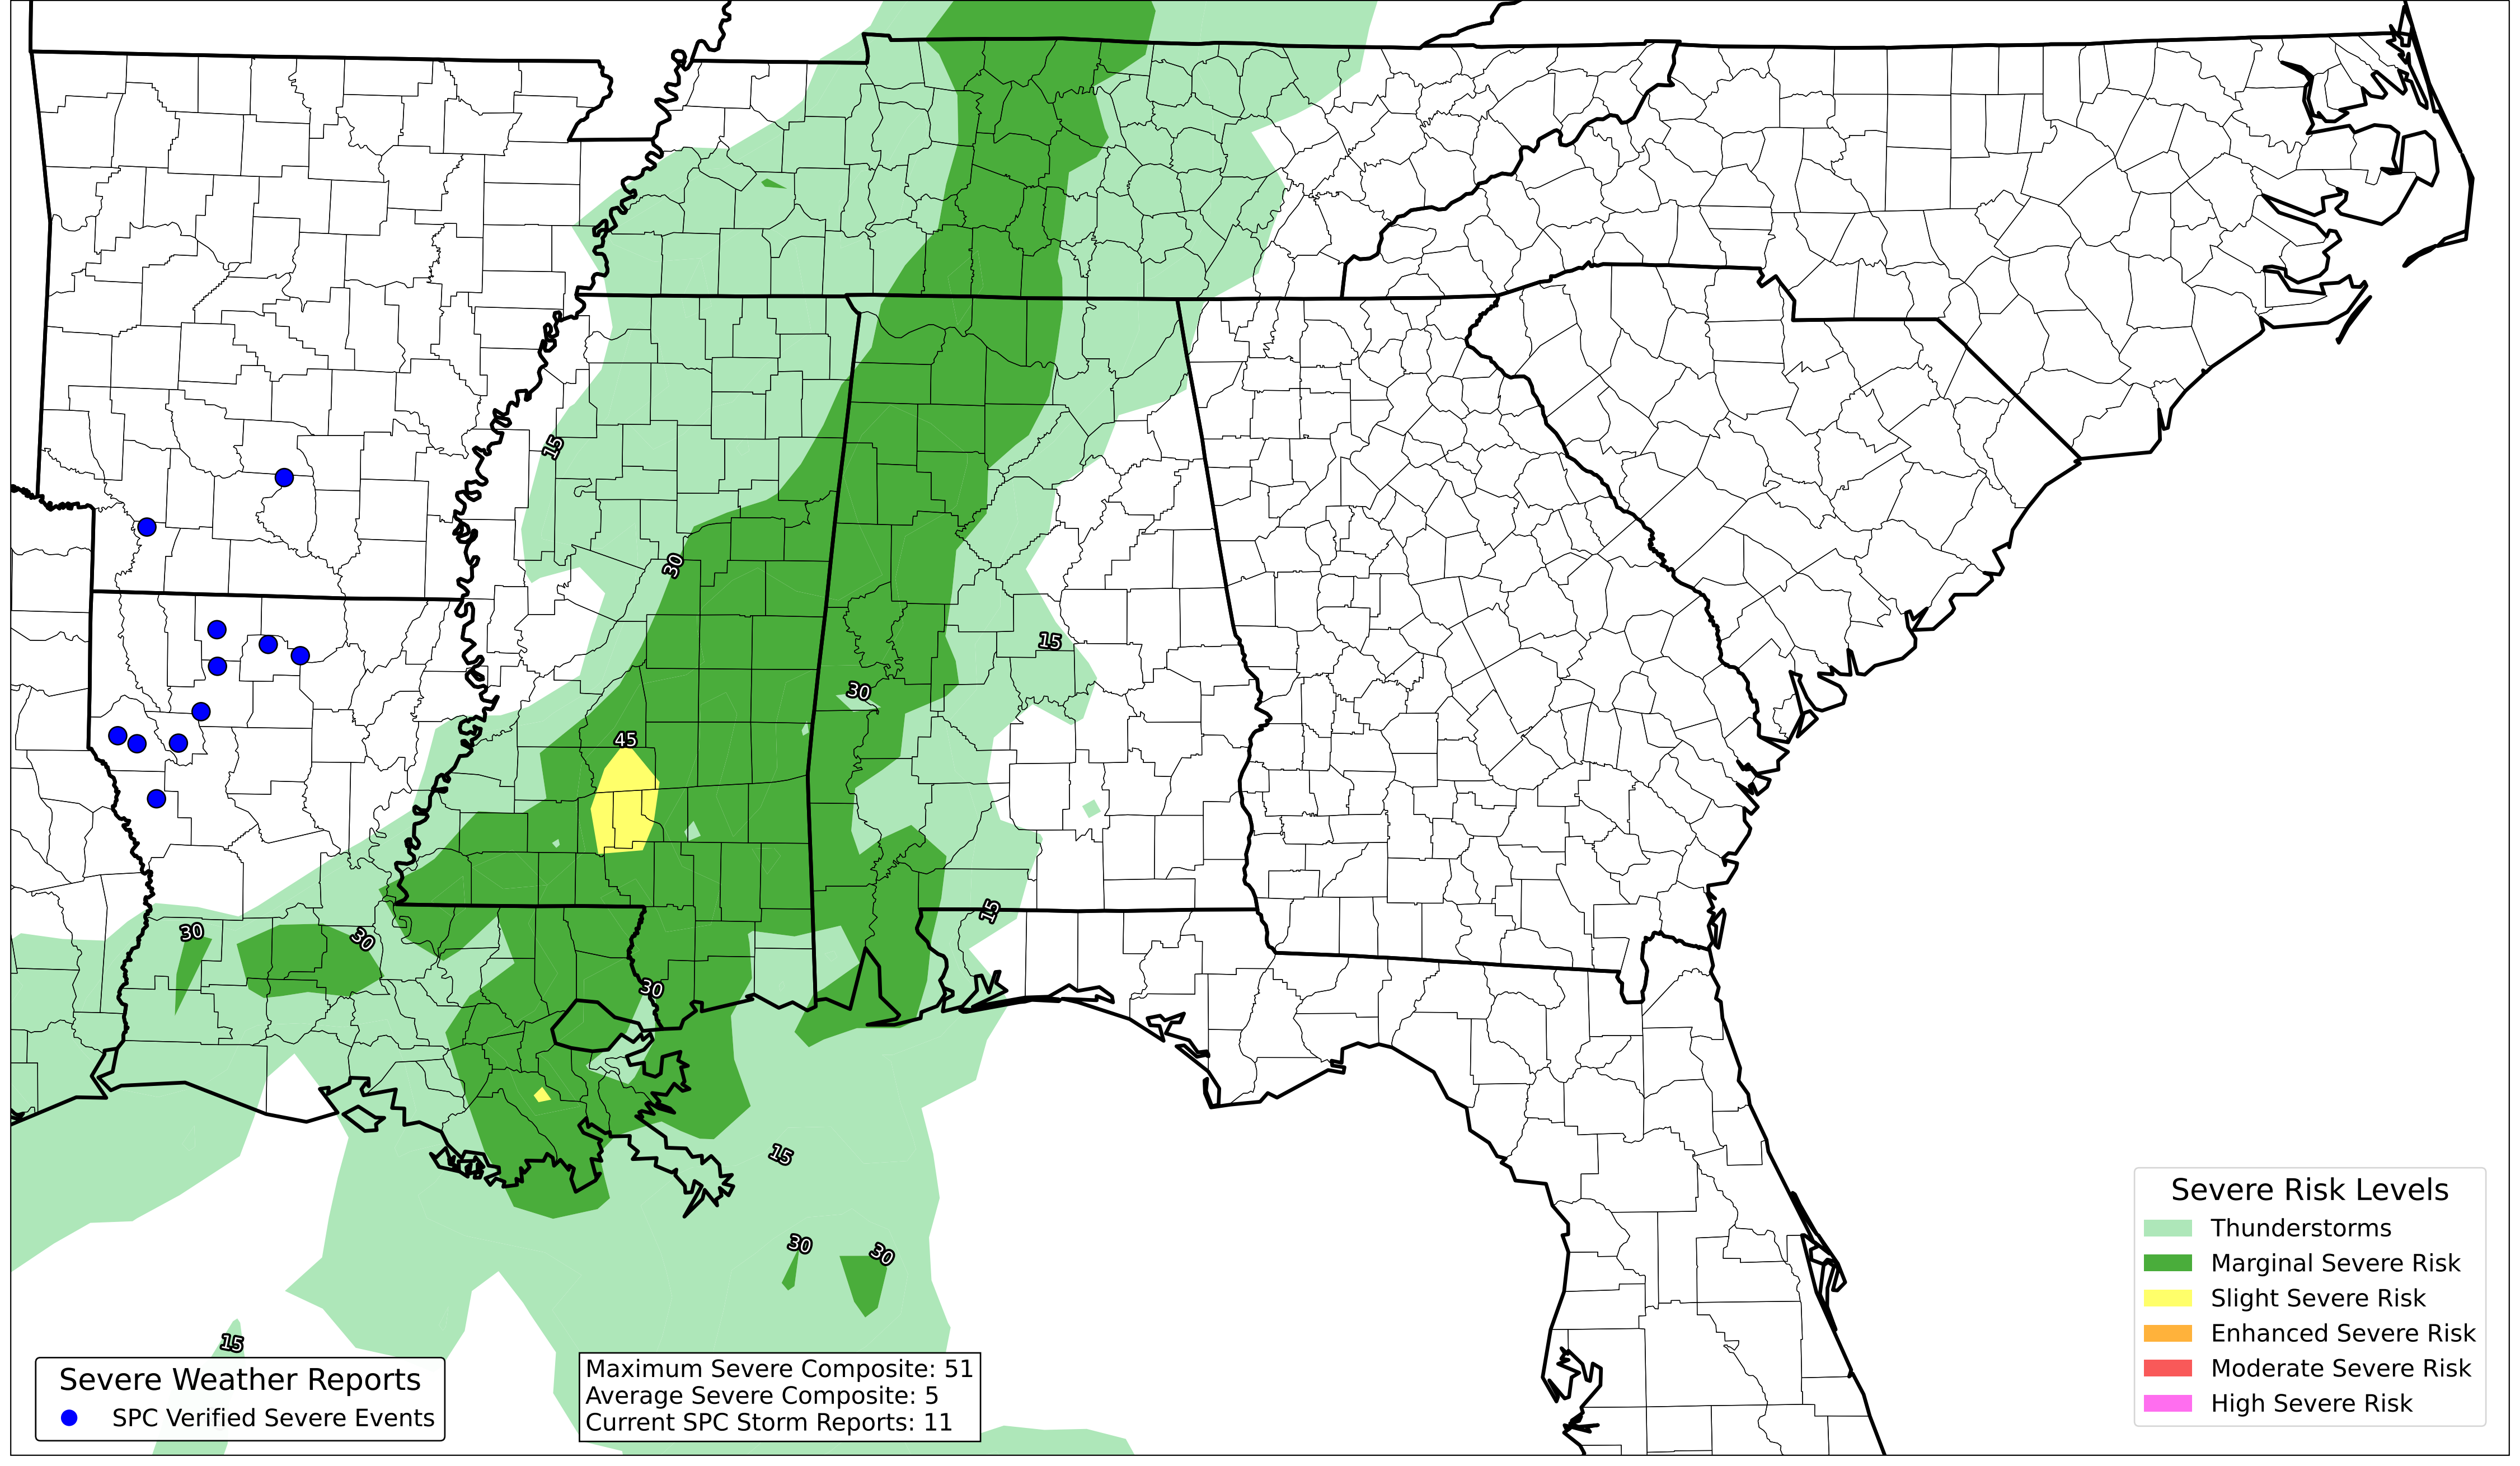 15
30
15
30
45
30
30
15
30
15
30
30
15
Severe Risk Levels
Thunderstorms
Marginal Severe Risk
Slight Severe Risk
Enhanced Severe Risk
Moderate Severe Risk
High Severe Risk
Severe Weather Reports
SPC Verified Severe Events
Maximum Severe Composite: 51
Average Severe Composite: 5
Current SPC Storm Reports: 11